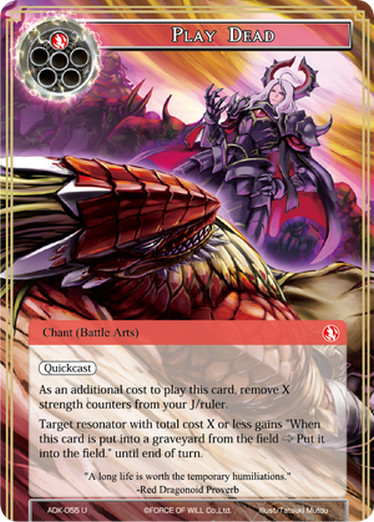 Play Dead
Chant (Battle Arts)
Quickcast
As an additional cost to play this card, remove X
strength counters from your J/ruler.
Target resonator with total cost X or less gains "When
this card is put into a graveyard from the field ⇨ Put it
into the field." until end of turn.
"A long life is worth the temporary humiliations."
-Red Dragonoid Proverb
ADK-055 U ©FORCE OF WILL Co.,Ltd. Illust/Tatsuki Mutou